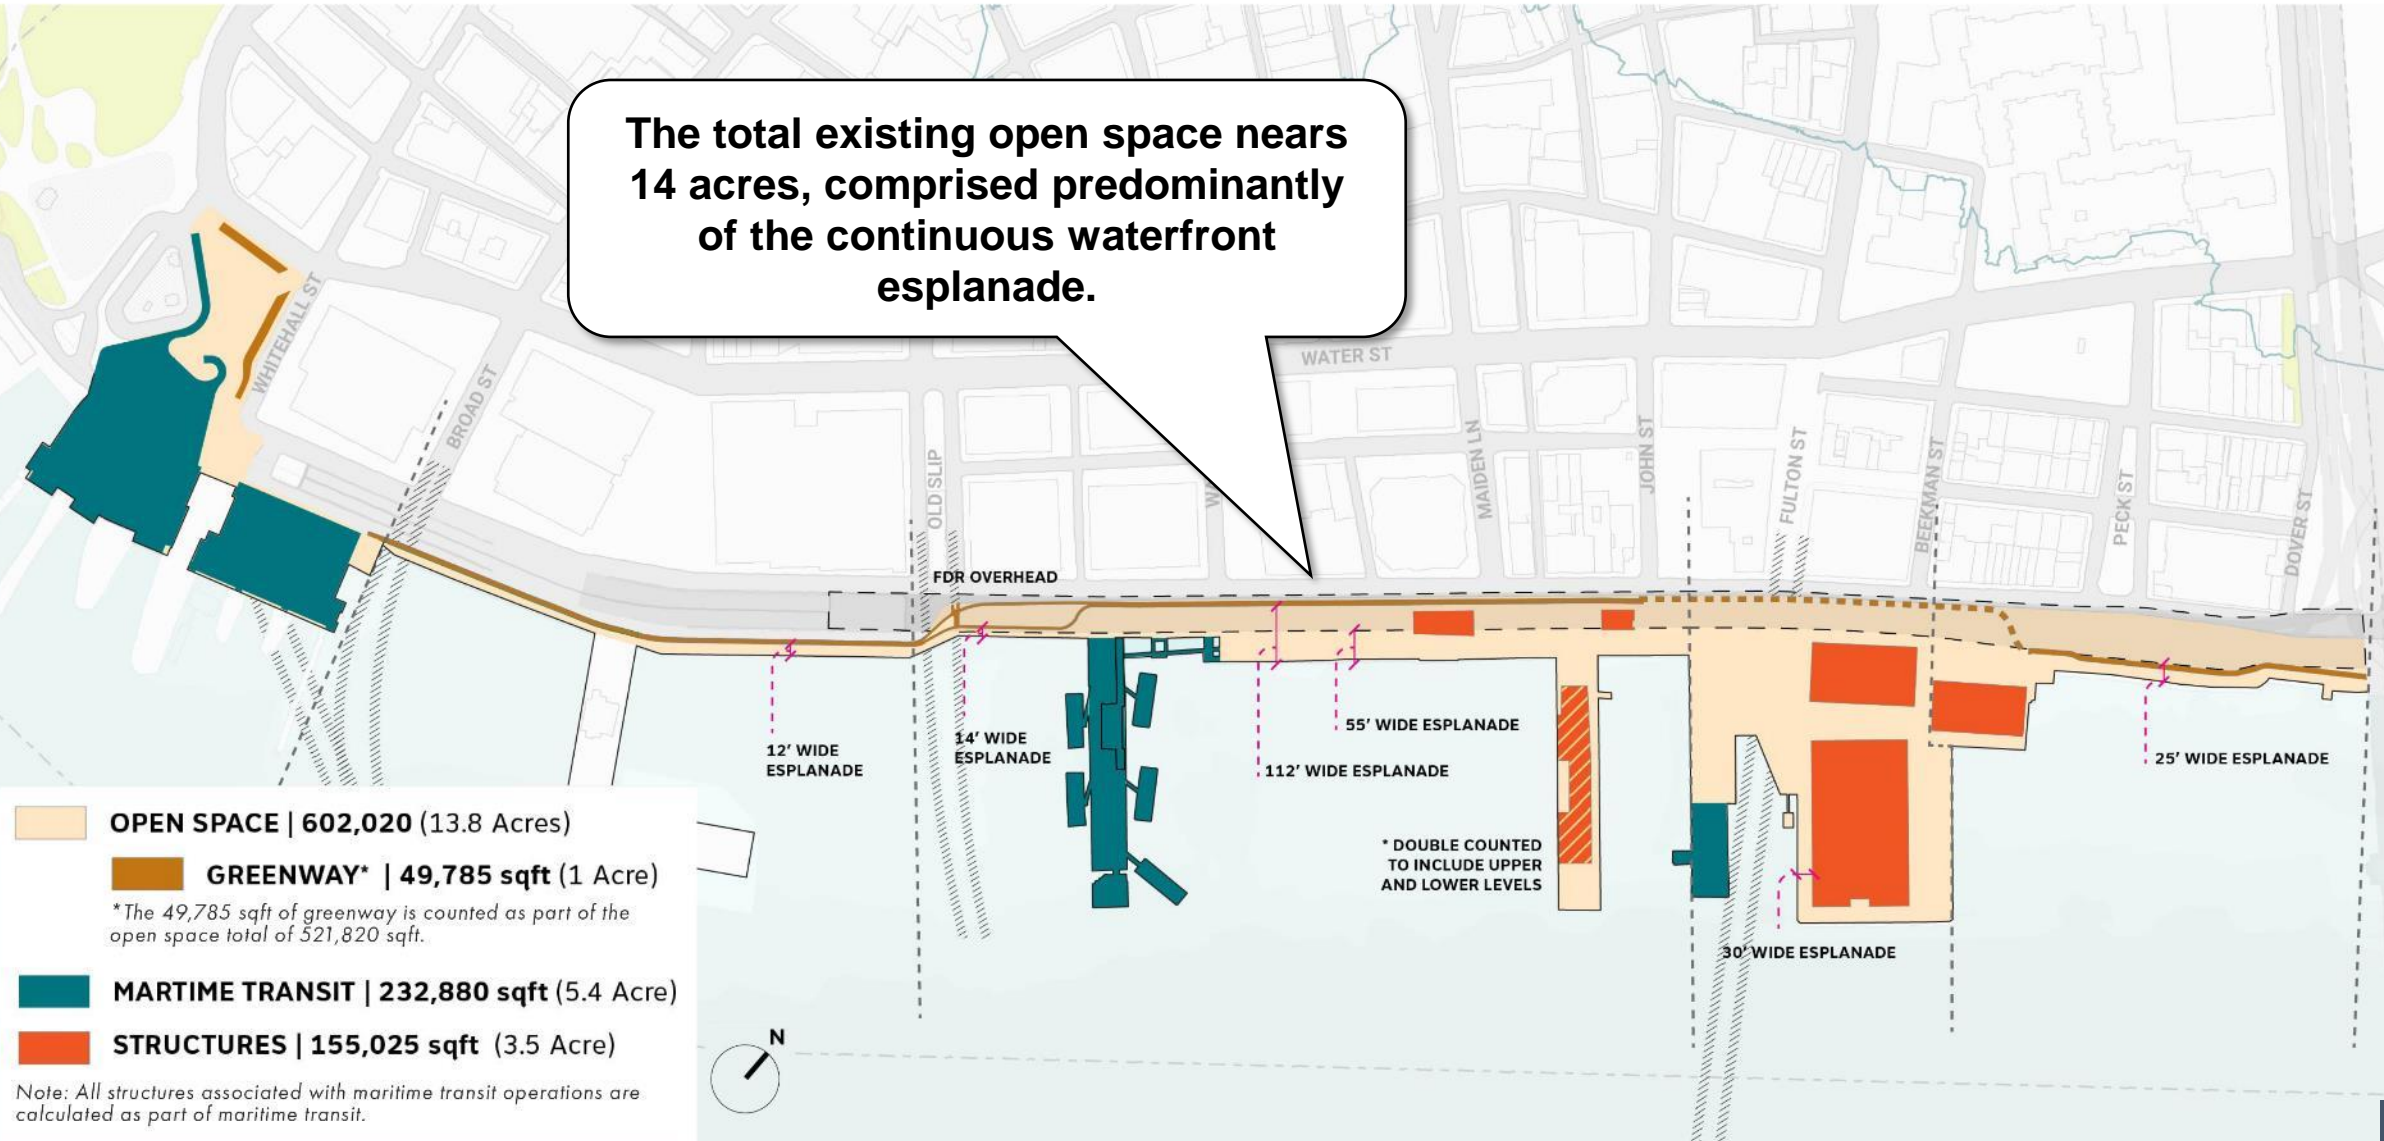 The total existing open space nears
14 acres, comprised predominantly
of the continuous waterfront
esplanade.
WHITEHALL ST
BROAD ST
OLD SLIP
WATER ST
MAIDEN LN
JOHN ST
FULTON ST
BEEKMAN ST
PECK ST
DOVER ST
FDR OVERHEAD
12' WIDE
ESPLANADE
14' WIDE
ESPLANADE
55' WIDE ESPLANADE
112' WIDE ESPLANADE
25' WIDE ESPLANADE
* DOUBLE COUNTED
TO INCLUDE UPPER
AND LOWER LEVELS
30' WIDE ESPLANADE
OPEN SPACE | 602,020 (13.8 Acres)
GREENWAY* | 49,785 sqft (1 Acre)
*The 49,785 sqft of greenway is counted as part of the
open space total of 521,820 sqft.
MARTIME TRANSIT | 232,880 sqft (5.4 Acre)
STRUCTURES | 155,025 sqft (3.5 Acre)
Note: All structures associated with maritime transit operations are
calculated as part of maritime transit.
N